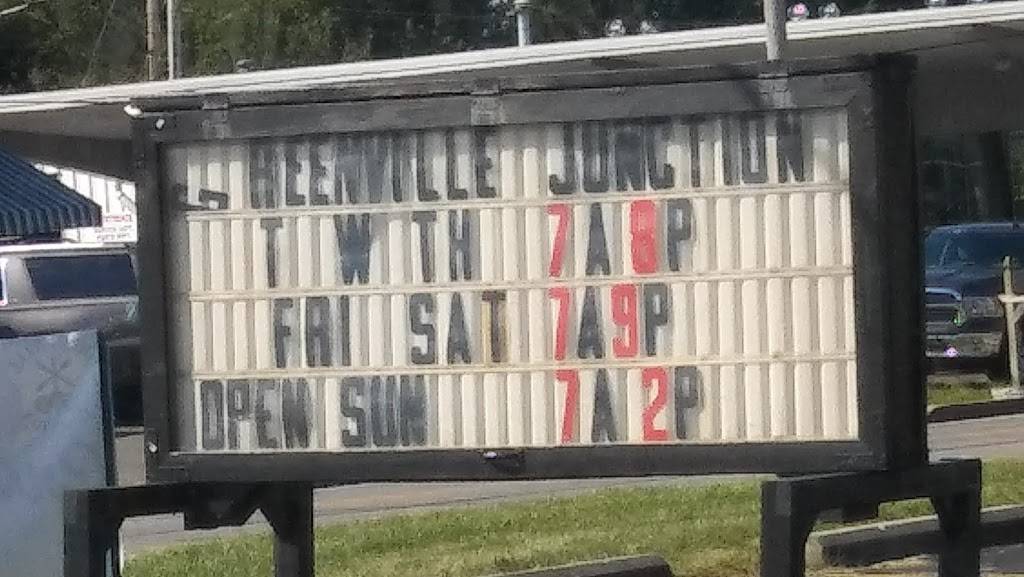 GREENVILLE JUNCTION
T W TH 7A 8P
FRI SAT 7A 9P
OPEN SUN 7A 2P